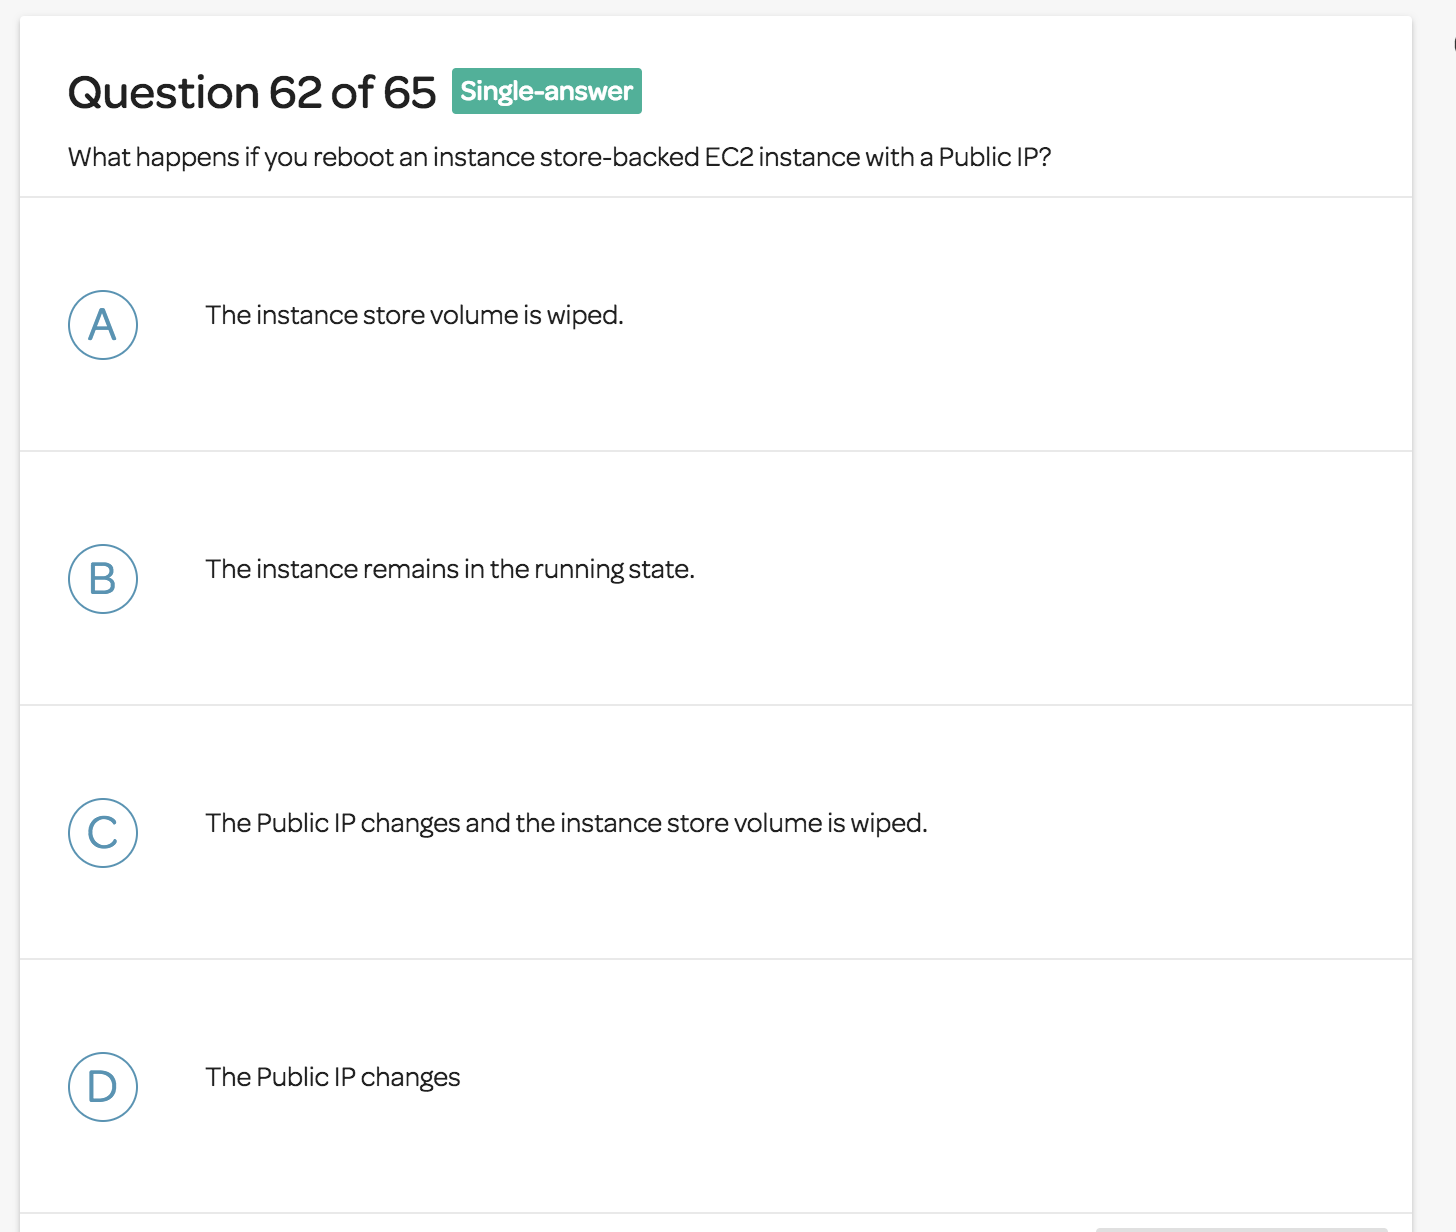 Question 62 of 65 Single-answer
What happens if you reboot an instance store-backed EC2 instance with a Public IP?
A The instance store volume is wiped.
B The instance remains in the running state.
C The Public IP changes and the instance store volume is wiped.
D The Public IP changes